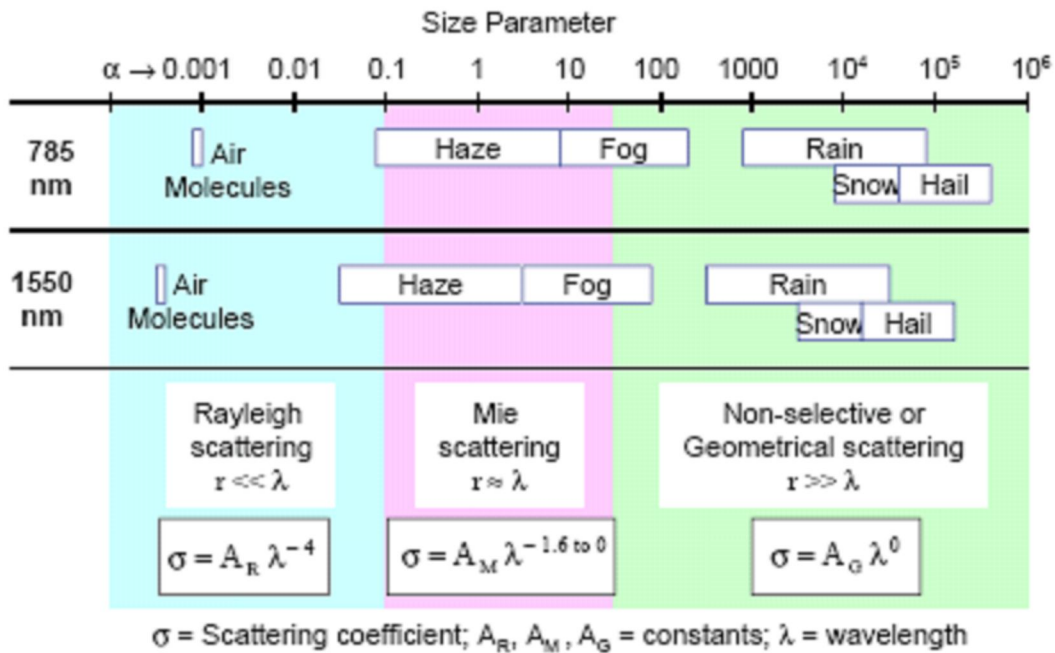 Size Parameter
α → 0.001 0.01 0.1 1 10 100 1000 10⁴ 10⁵ 10⁶
785 nm
Air Molecules
Haze
Fog
Rain
Snow
Hail
1550 nm
Air Molecules
Haze
Fog
Rain
Snow
Hail
Rayleigh
scattering
r << λ
Mie
scattering
r ≈ λ
Non-selective or
Geometrical scattering
r >> λ
σ = A_R λ⁻⁴
σ = A_M λ^(−1.6 to 0)
σ = A_G λ⁰
σ = Scattering coefficient; A_R, A_M, A_G = constants; λ = wavelength